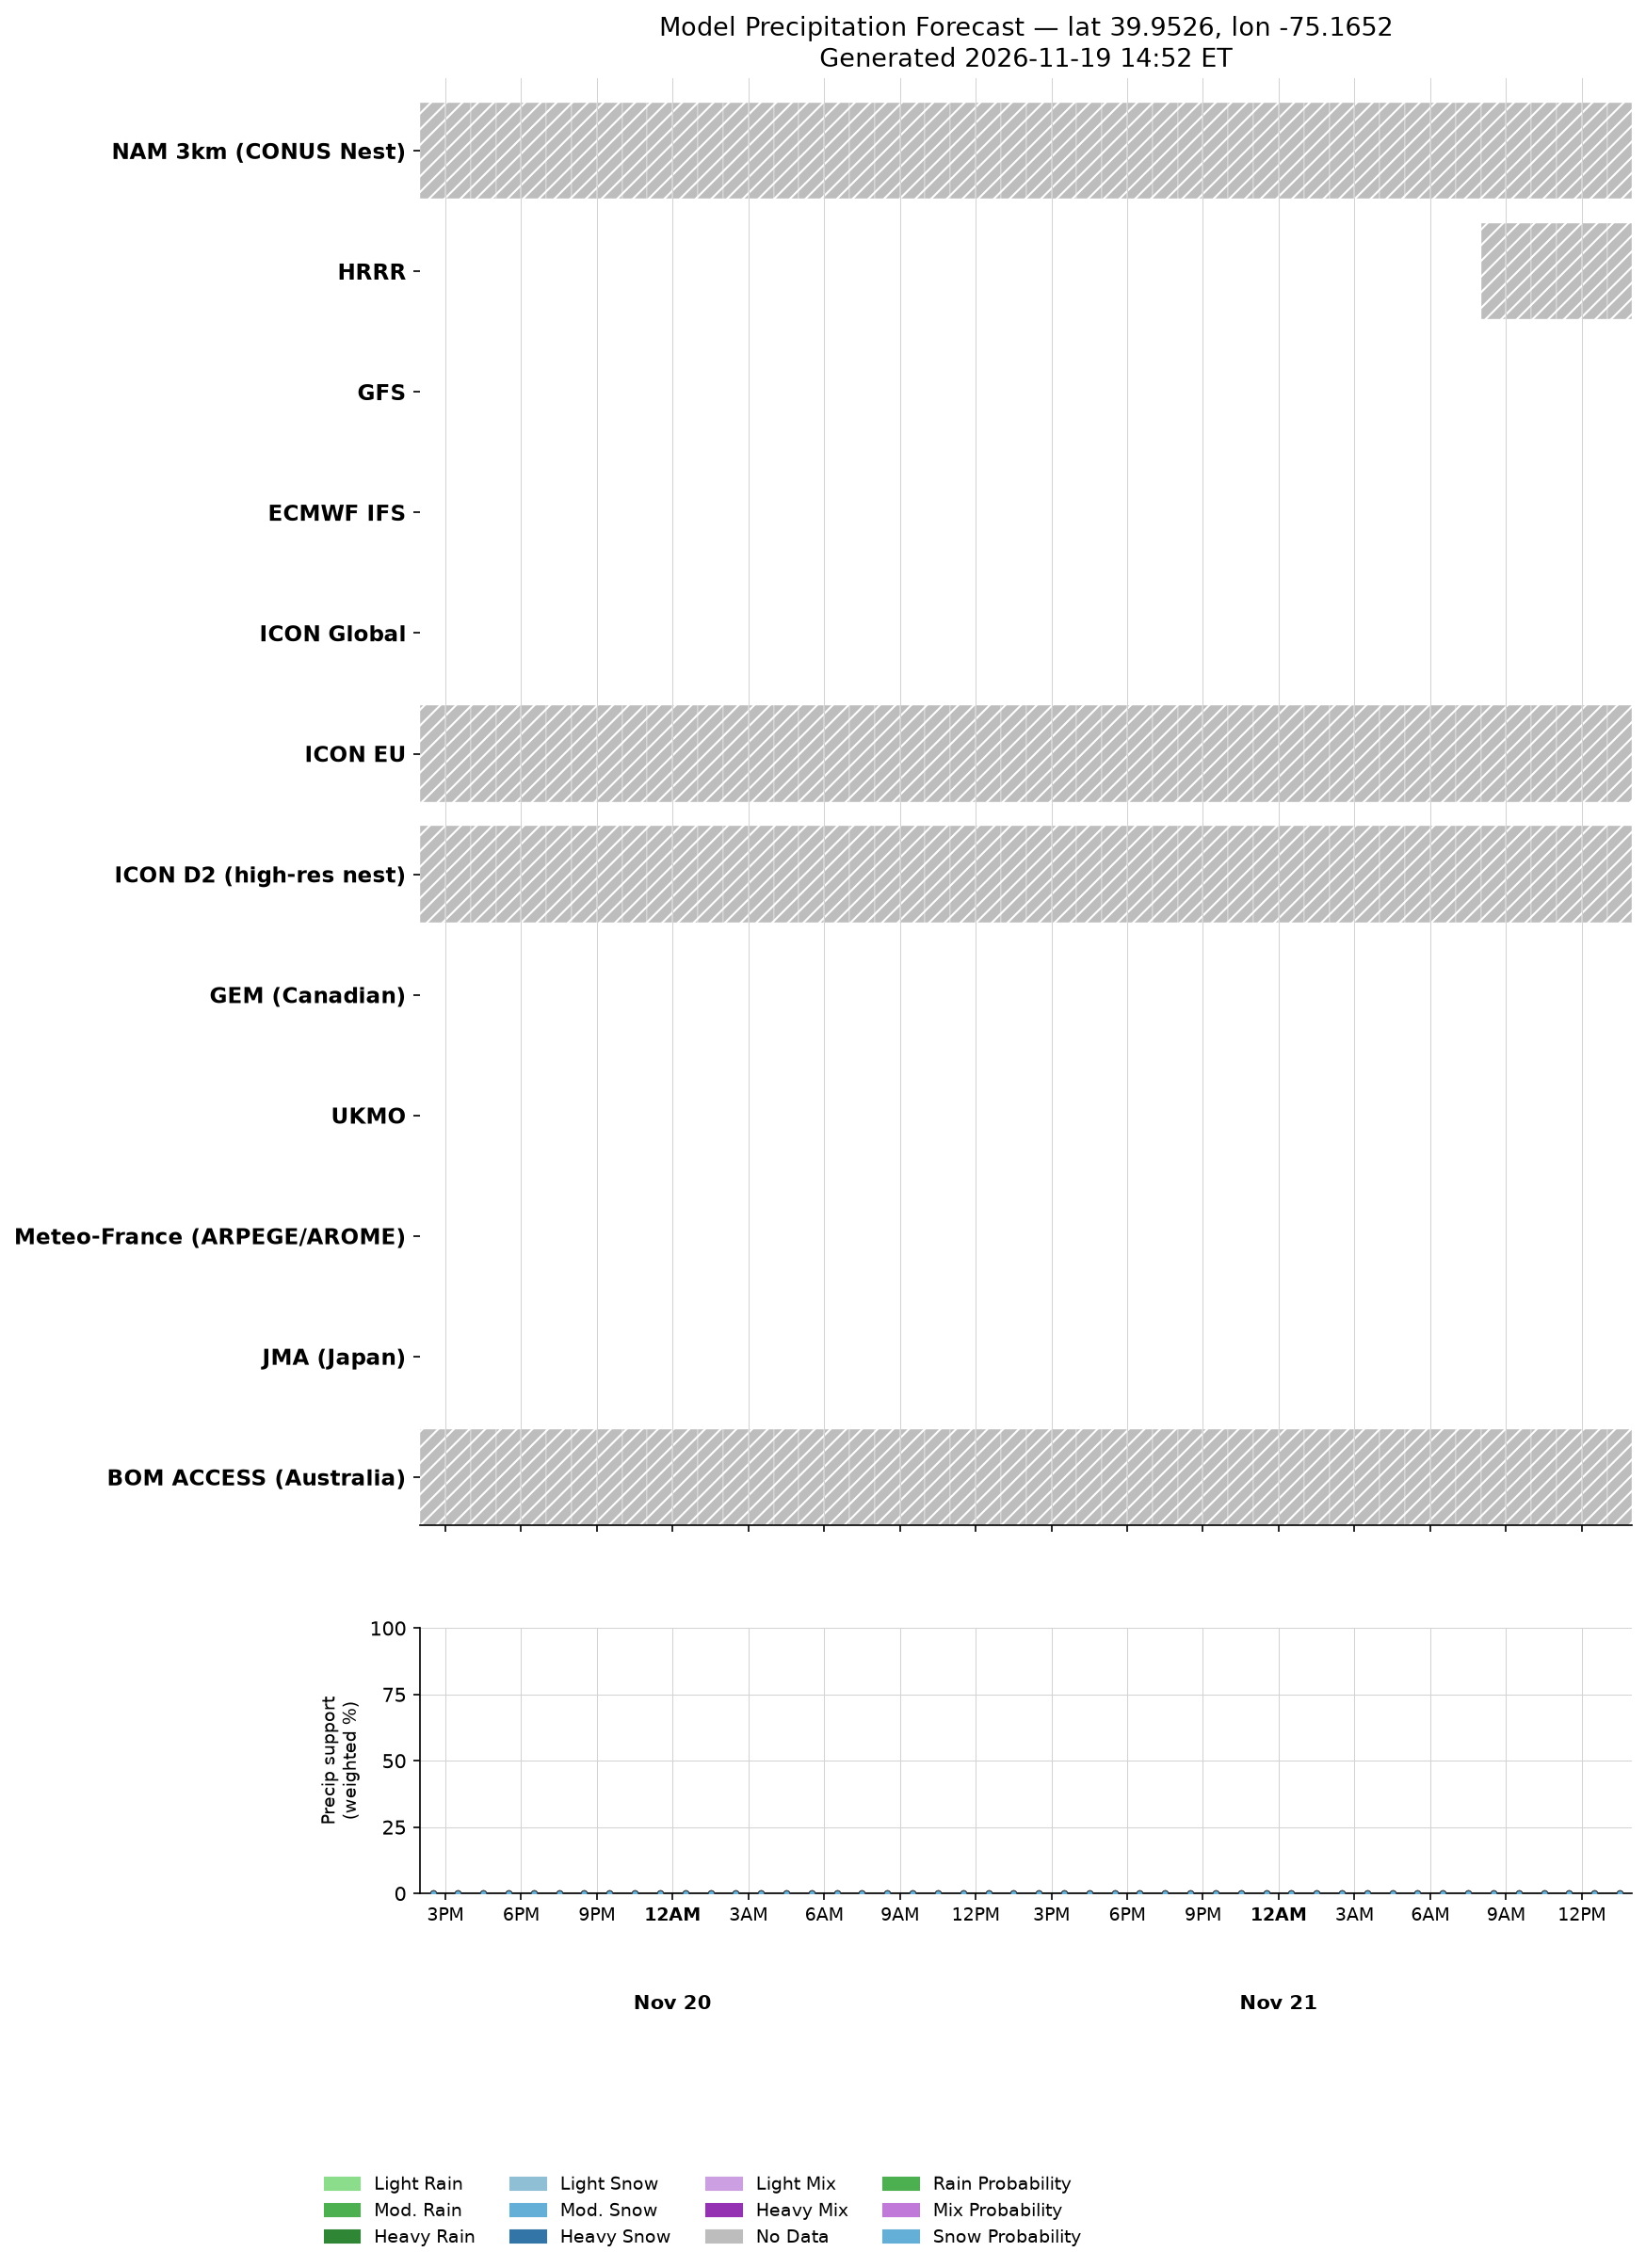 Model Precipitation Forecast — lat 39.9526, lon -75.1652
Generated 2026-11-19 14:52 ET
NAM 3km (CONUS Nest)
HRRR
GFS
ECMWF IFS
ICON Global
ICON EU
ICON D2 (high-res nest)
GEM (Canadian)
UKMO
Meteo-France (ARPEGE/AROME)
JMA (Japan)
BOM ACCESS (Australia)
Precip support
(weighted %)
100
75
50
25
0
3PM 6PM 9PM 12AM 3AM 6AM 9AM 12PM 3PM 6PM 9PM 12AM 3AM 6AM 9AM 12PM
Nov 20 Nov 21
Light Rain Light Snow Light Mix Rain Probability
Mod. Rain Mod. Snow Heavy Mix Mix Probability
Heavy Rain Heavy Snow No Data Snow Probability